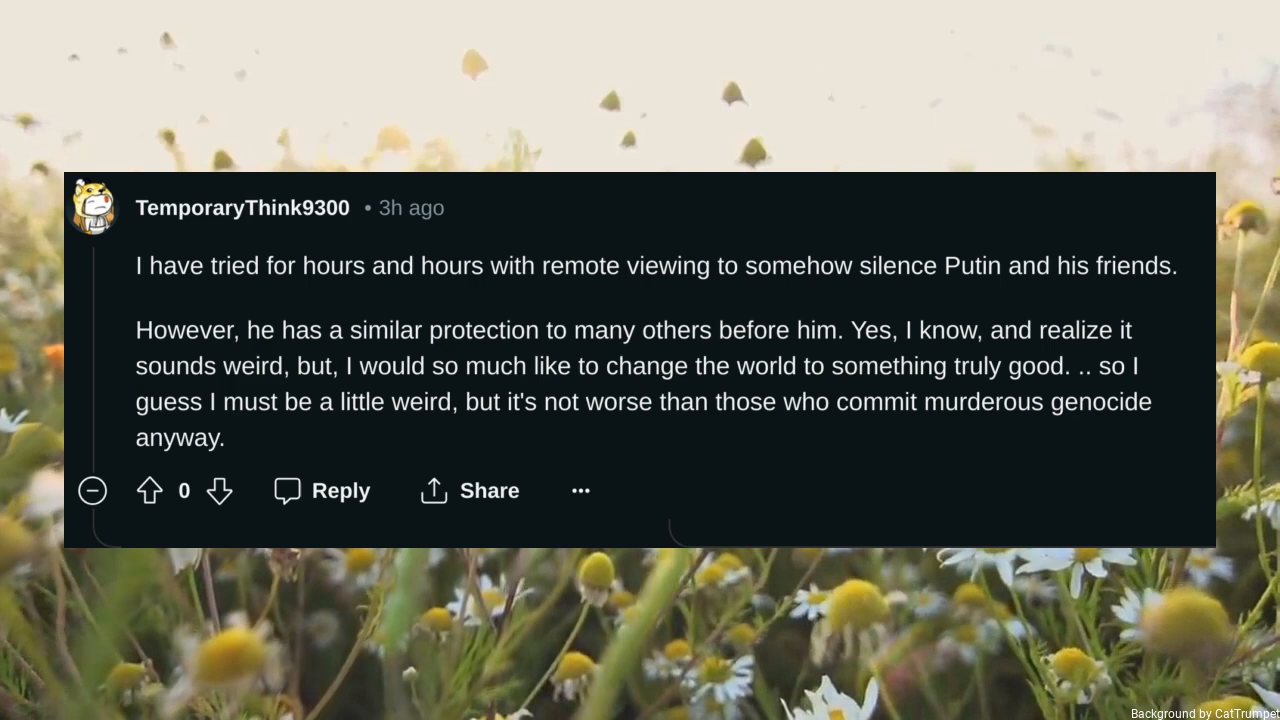 TemporaryThink9300 • 3h ago
I have tried for hours and hours with remote viewing to somehow silence Putin and his friends.
However, he has a similar protection to many others before him. Yes, I know, and realize it
sounds weird, but, I would so much like to change the world to something truly good. .. so I
guess I must be a little weird, but it's not worse than those who commit murderous genocide
anyway.
0 Reply Share
Background by CatTrumpet